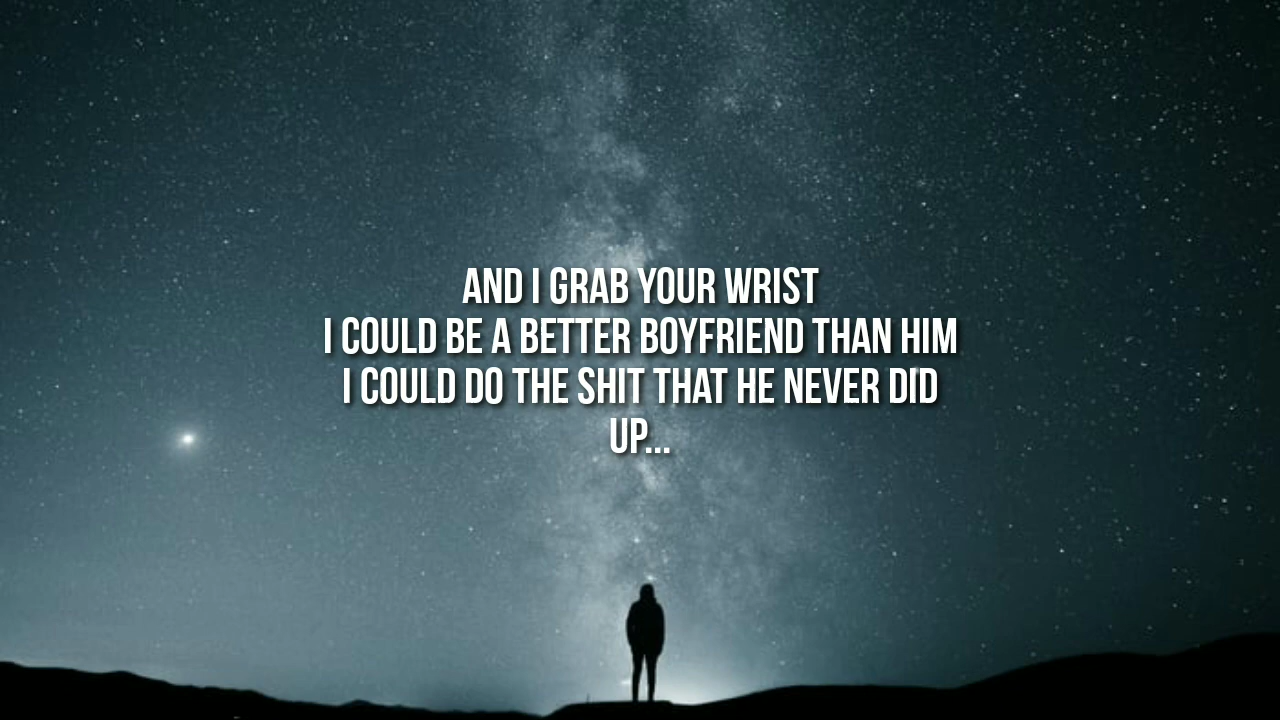 AND I GRAB YOUR WRIST
I COULD BE A BETTER BOYFRIEND THAN HIM
I COULD DO THE SHIT THAT HE NEVER DID
UP...